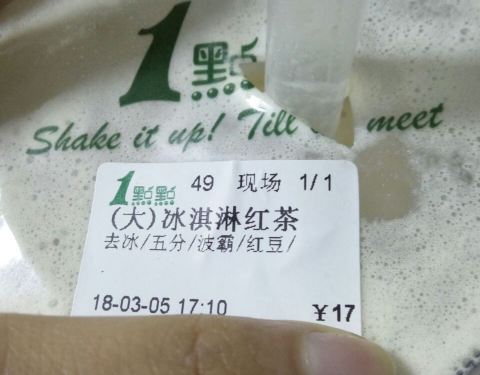 1點
Shake it up! Till meet
1點點 49 现场 1/1
(大)冰淇淋红茶
去冰/五分/波霸/红豆/
18-03-05 17:10 ￥17